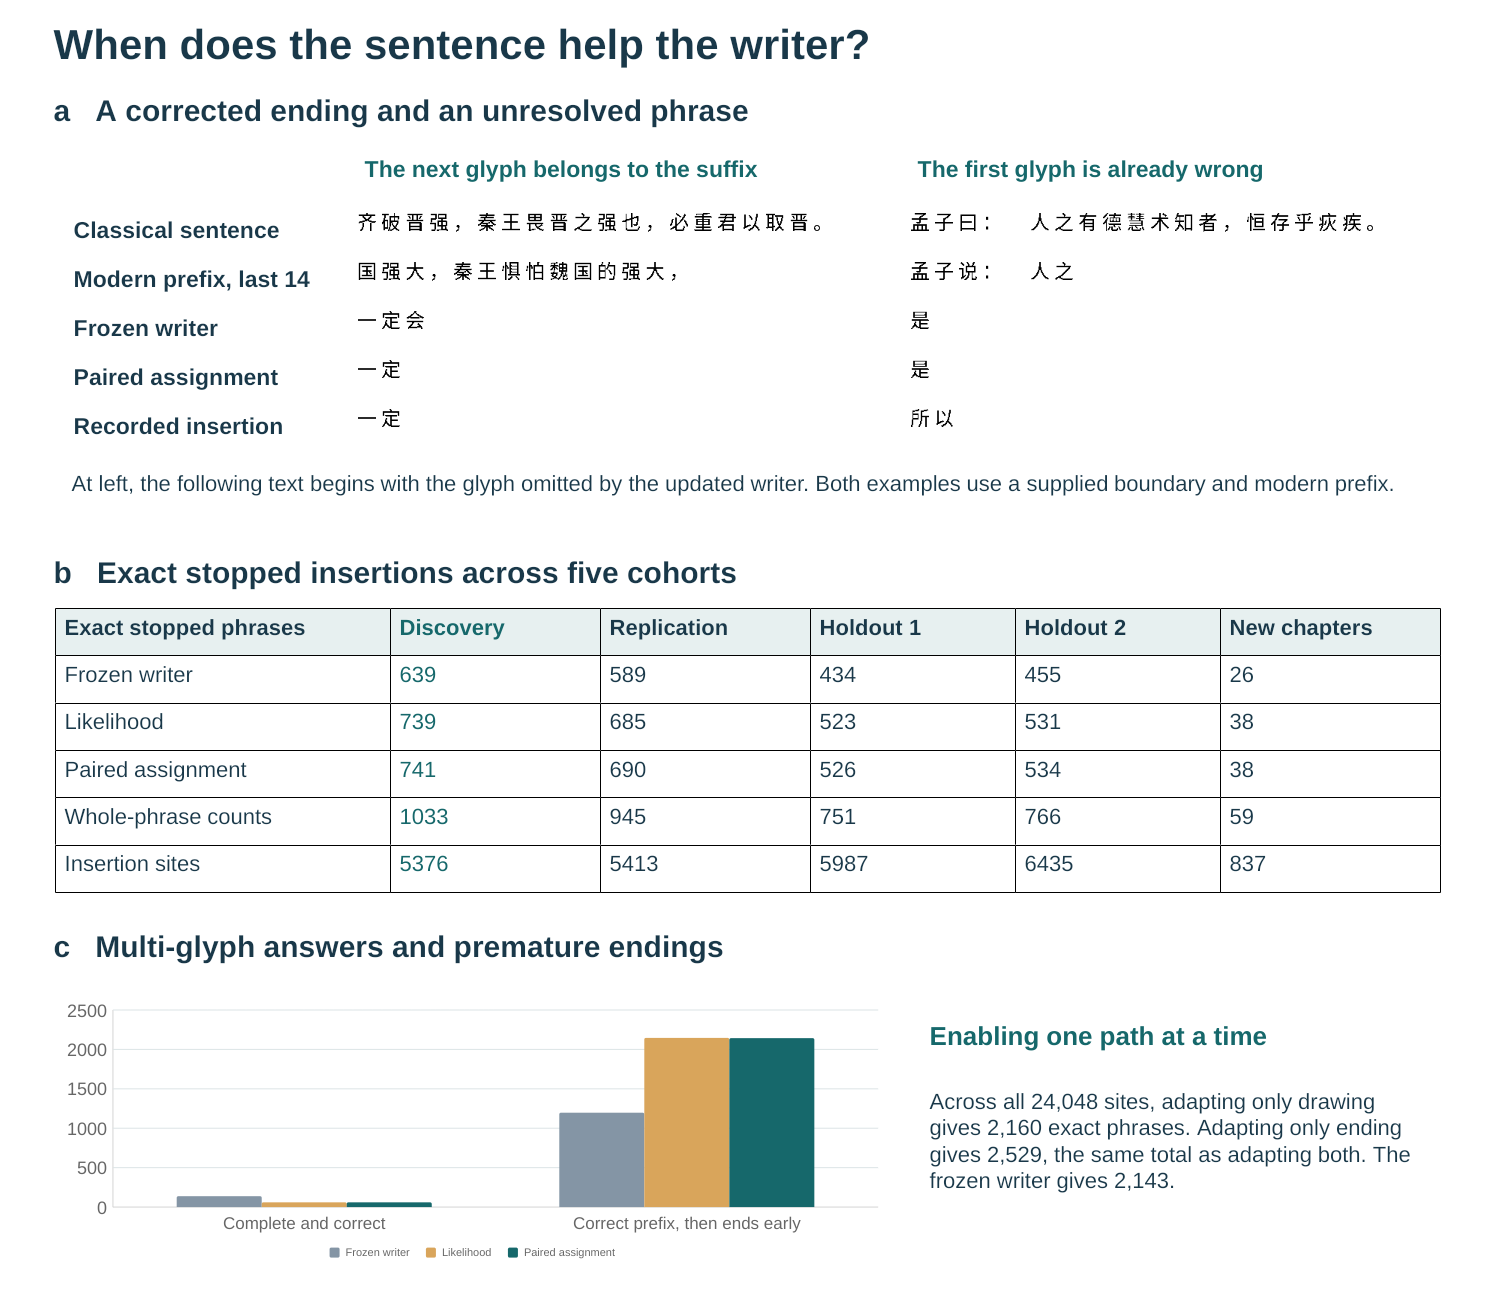 When does the sentence help the writer?
a A corrected ending and an unresolved phrase
The next glyph belongs to the suffix The first glyph is already wrong
Classical sentence 齐破晋强，秦王畏晋之强也，必重君以取晋。 孟子曰： 人之有德慧术知者，恒存乎疢疾。
Modern prefix, last 14 国强大，秦王惧怕魏国的强大， 孟子说： 人之
Frozen writer 一定会 是
Paired assignment 一定 是
Recorded insertion 一定 所以
At left, the following text begins with the glyph omitted by the updated writer. Both examples use a supplied boundary and modern prefix.
b Exact stopped insertions across five cohorts
Exact stopped phrases Discovery Replication Holdout 1 Holdout 2 New chapters
Frozen writer 639 589 434 455 26
Likelihood 739 685 523 531 38
Paired assignment 741 690 526 534 38
Whole-phrase counts 1033 945 751 766 59
Insertion sites 5376 5413 5987 6435 837
c Multi-glyph answers and premature endings
2500
2000
1500
1000
500
0
Complete and correct Correct prefix, then ends early
Frozen writer Likelihood Paired assignment
Enabling one path at a time
Across all 24,048 sites, adapting only drawing
gives 2,160 exact phrases. Adapting only ending
gives 2,529, the same total as adapting both. The
frozen writer gives 2,143.